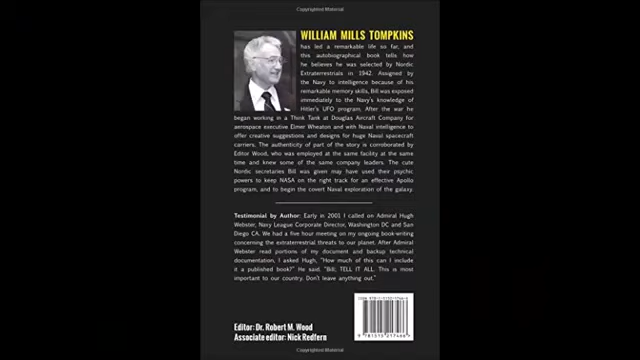 Copyrighted Material
WILLIAM MILLS TOMPKINS
has led a remarkable life so far, and
this autobiographical book tells how
he believes he was selected by Nordic
Extraterrestrials in 1942. Assigned by
the Navy to intelligence because of his
remarkable memory skills, Bill was exposed
immediately to the Navy's knowledge of
Hitler's UFO program. After the war he
began working in a Think Tank at Douglas Aircraft Company for
aerospace executive Elmer Wheaton and with Naval intelligence to
offer creative suggestions and designs for huge Naval spacecraft
carriers. The authenticity of part of the story is corroborated by
Editor Wood, who was employed at the same facility at the same
time and knew some of the same company leaders. The cute
Nordic secretaries Bill was given may have used their psychic
powers to keep NASA on the right track for an effective Apollo
program, and to begin the covert Naval exploration of the galaxy.
Testimonial by Author: Early in 2001 I called on Admiral Hugh
Webster, Navy League Corporate Director, Washington DC and San
Diego CA. We had a five hour meeting on my ongoing book-writing
concerning the extraterrestrial threats to our planet. After Admiral
Webster read portions of my document and backup technical
documentation, I asked Hugh, "How much of this can I include
it a published book?" He said. "Bill; TELL IT ALL. This is most
important to our country. Don't leave anything out."
Editor: Dr. Robert M. Wood
Associate editor: Nick Redfern
9 781515 217466
Copyrighted Material